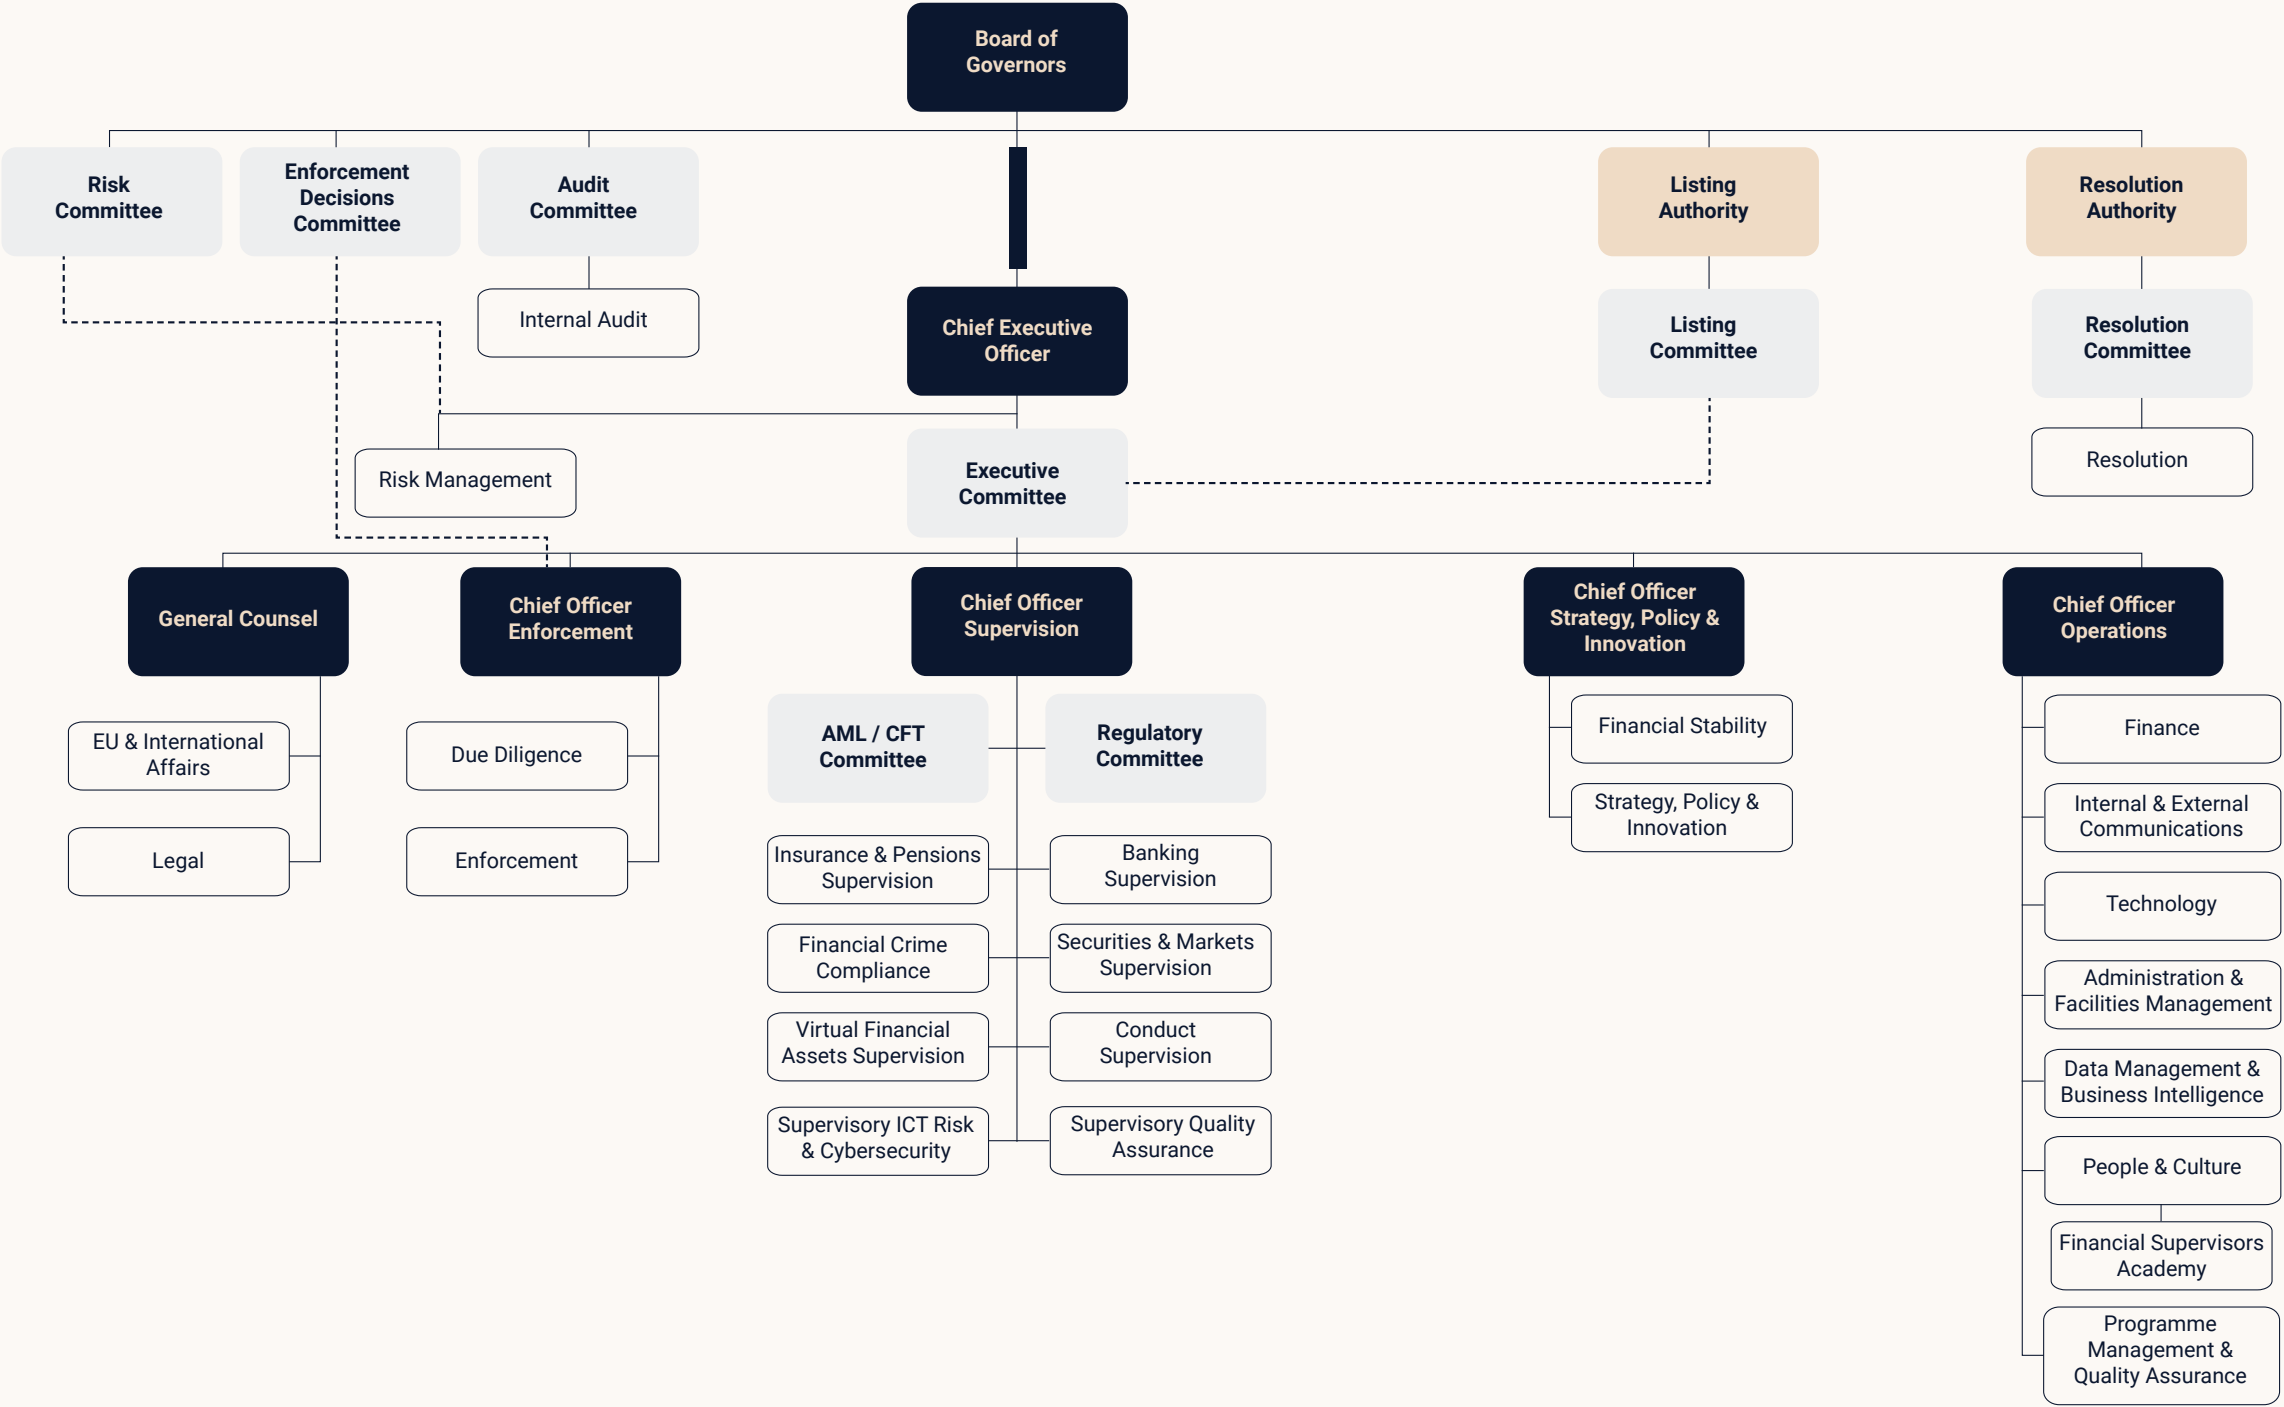 Board of
Governors
Risk
Committee
Enforcement
Decisions
Committee
Audit
Committee
Listing
Authority
Resolution
Authority
Internal Audit
Chief Executive
Officer
Listing
Committee
Resolution
Committee
Risk Management
Executive
Committee
Resolution
General Counsel
Chief Officer
Enforcement
Chief Officer
Supervision
Chief Officer
Strategy, Policy &
Innovation
Chief Officer
Operations
EU & International
Affairs
Legal
Due Diligence
Enforcement
AML / CFT
Committee
Regulatory
Committee
Insurance & Pensions
Supervision
Banking
Supervision
Financial Crime
Compliance
Securities & Markets
Supervision
Virtual Financial
Assets Supervision
Conduct
Supervision
Supervisory ICT Risk
& Cybersecurity
Supervisory Quality
Assurance
Financial Stability
Strategy, Policy &
Innovation
Finance
Internal & External
Communications
Technology
Administration &
Facilities Management
Data Management &
Business Intelligence
People & Culture
Financial Supervisors
Academy
Programme
Management &
Quality Assurance